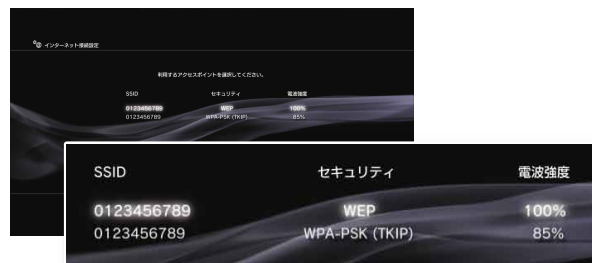 インターネット接続設定
利用するアクセスポイントを選択してください。
SSID セキュリティ 電波強度
0123456789 WEP 100%
0123456789 WPA-PSK (TKIP) 85%
SSID セキュリティ 電波強度
0123456789 WEP 100%
0123456789 WPA-PSK (TKIP) 85%